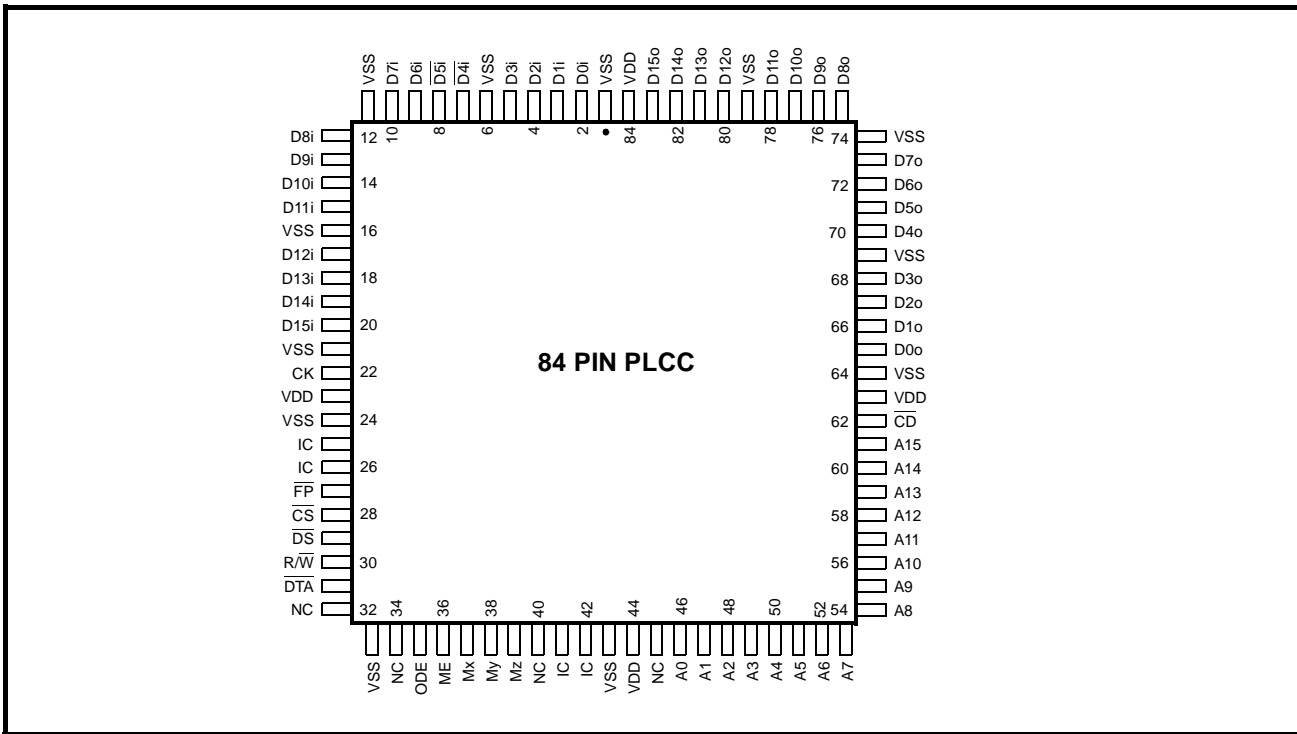 VSS D7i D6i D5i D4i VSS D3i D2i D1i D0i VSS VDD D15o D14o D13o D12o VSS D11o D10o D9o D8o
12 10 8 6 4 2 84 82 80 78 76 74
D8i VSS
D9i D7o
D10i 14 72 D6o
D11i D5o
VSS 16 70 D4o
D12i VSS
D13i 18 68 D3o
D14i D2o
D15i 20 66 D1o
VSS D0o
84 PIN PLCC
CK 22 64 VSS
VDD VDD
VSS 24 62 CD
IC A15
IC 26 60 A14
FP A13
CS 28 58 A12
DS A11
R/W 30 56 A10
DTA A9
NC 32 34 36 38 40 42 44 46 48 50 52 54 A8
VSS NC ODE ME Mx My Mz NC IC IC VSS VDD NC A0 A1 A2 A3 A4 A5 A6 A7